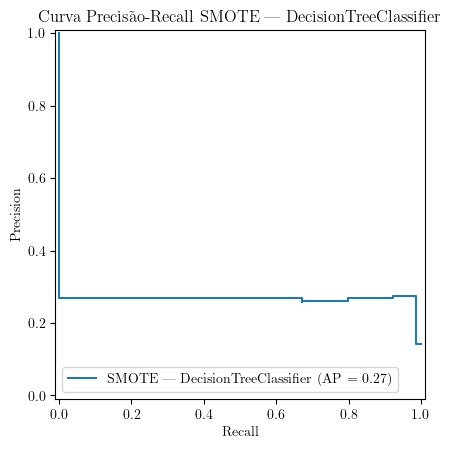 Curva Precisão-Recall SMOTE — DecisionTreeClassifier
1.0
0.8
0.6
0.4
0.2
0.0
Precision
SMOTE — DecisionTreeClassifier (AP = 0.27)
0.0 0.2 0.4 0.6 0.8 1.0
Recall